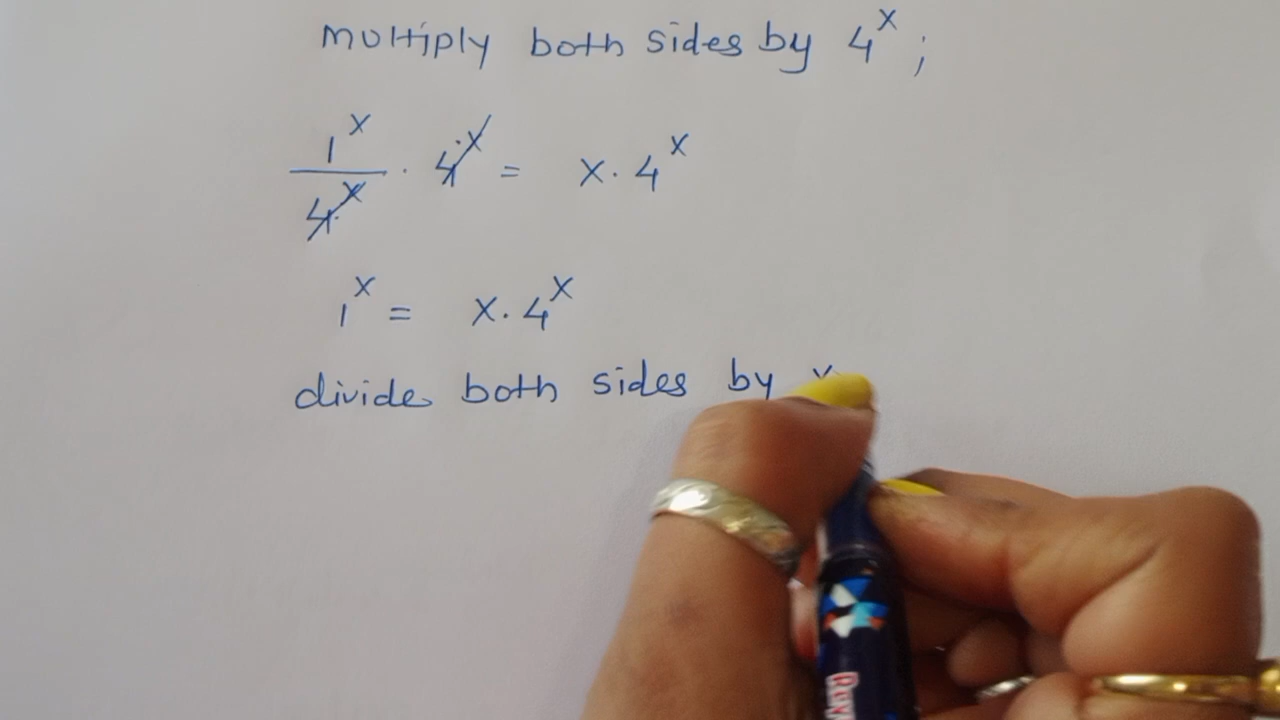 multiply both sides by 4^x ;
1^x / 4^x · 4^x = x · 4^x
1^x = x · 4^x
divide both sides by x